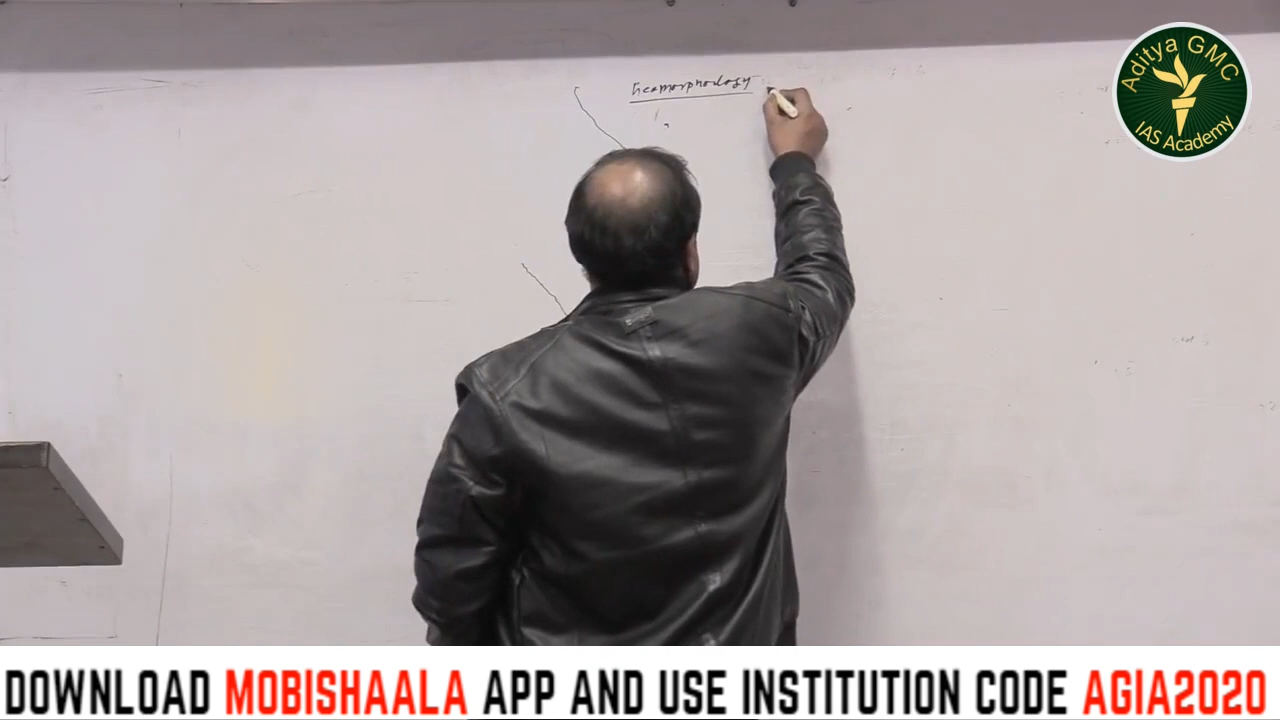 Geomorphology
Aditya GMC
IAS Academy
DOWNLOAD MOBISHAALA APP AND USE INSTITUTION CODE AGIA2020